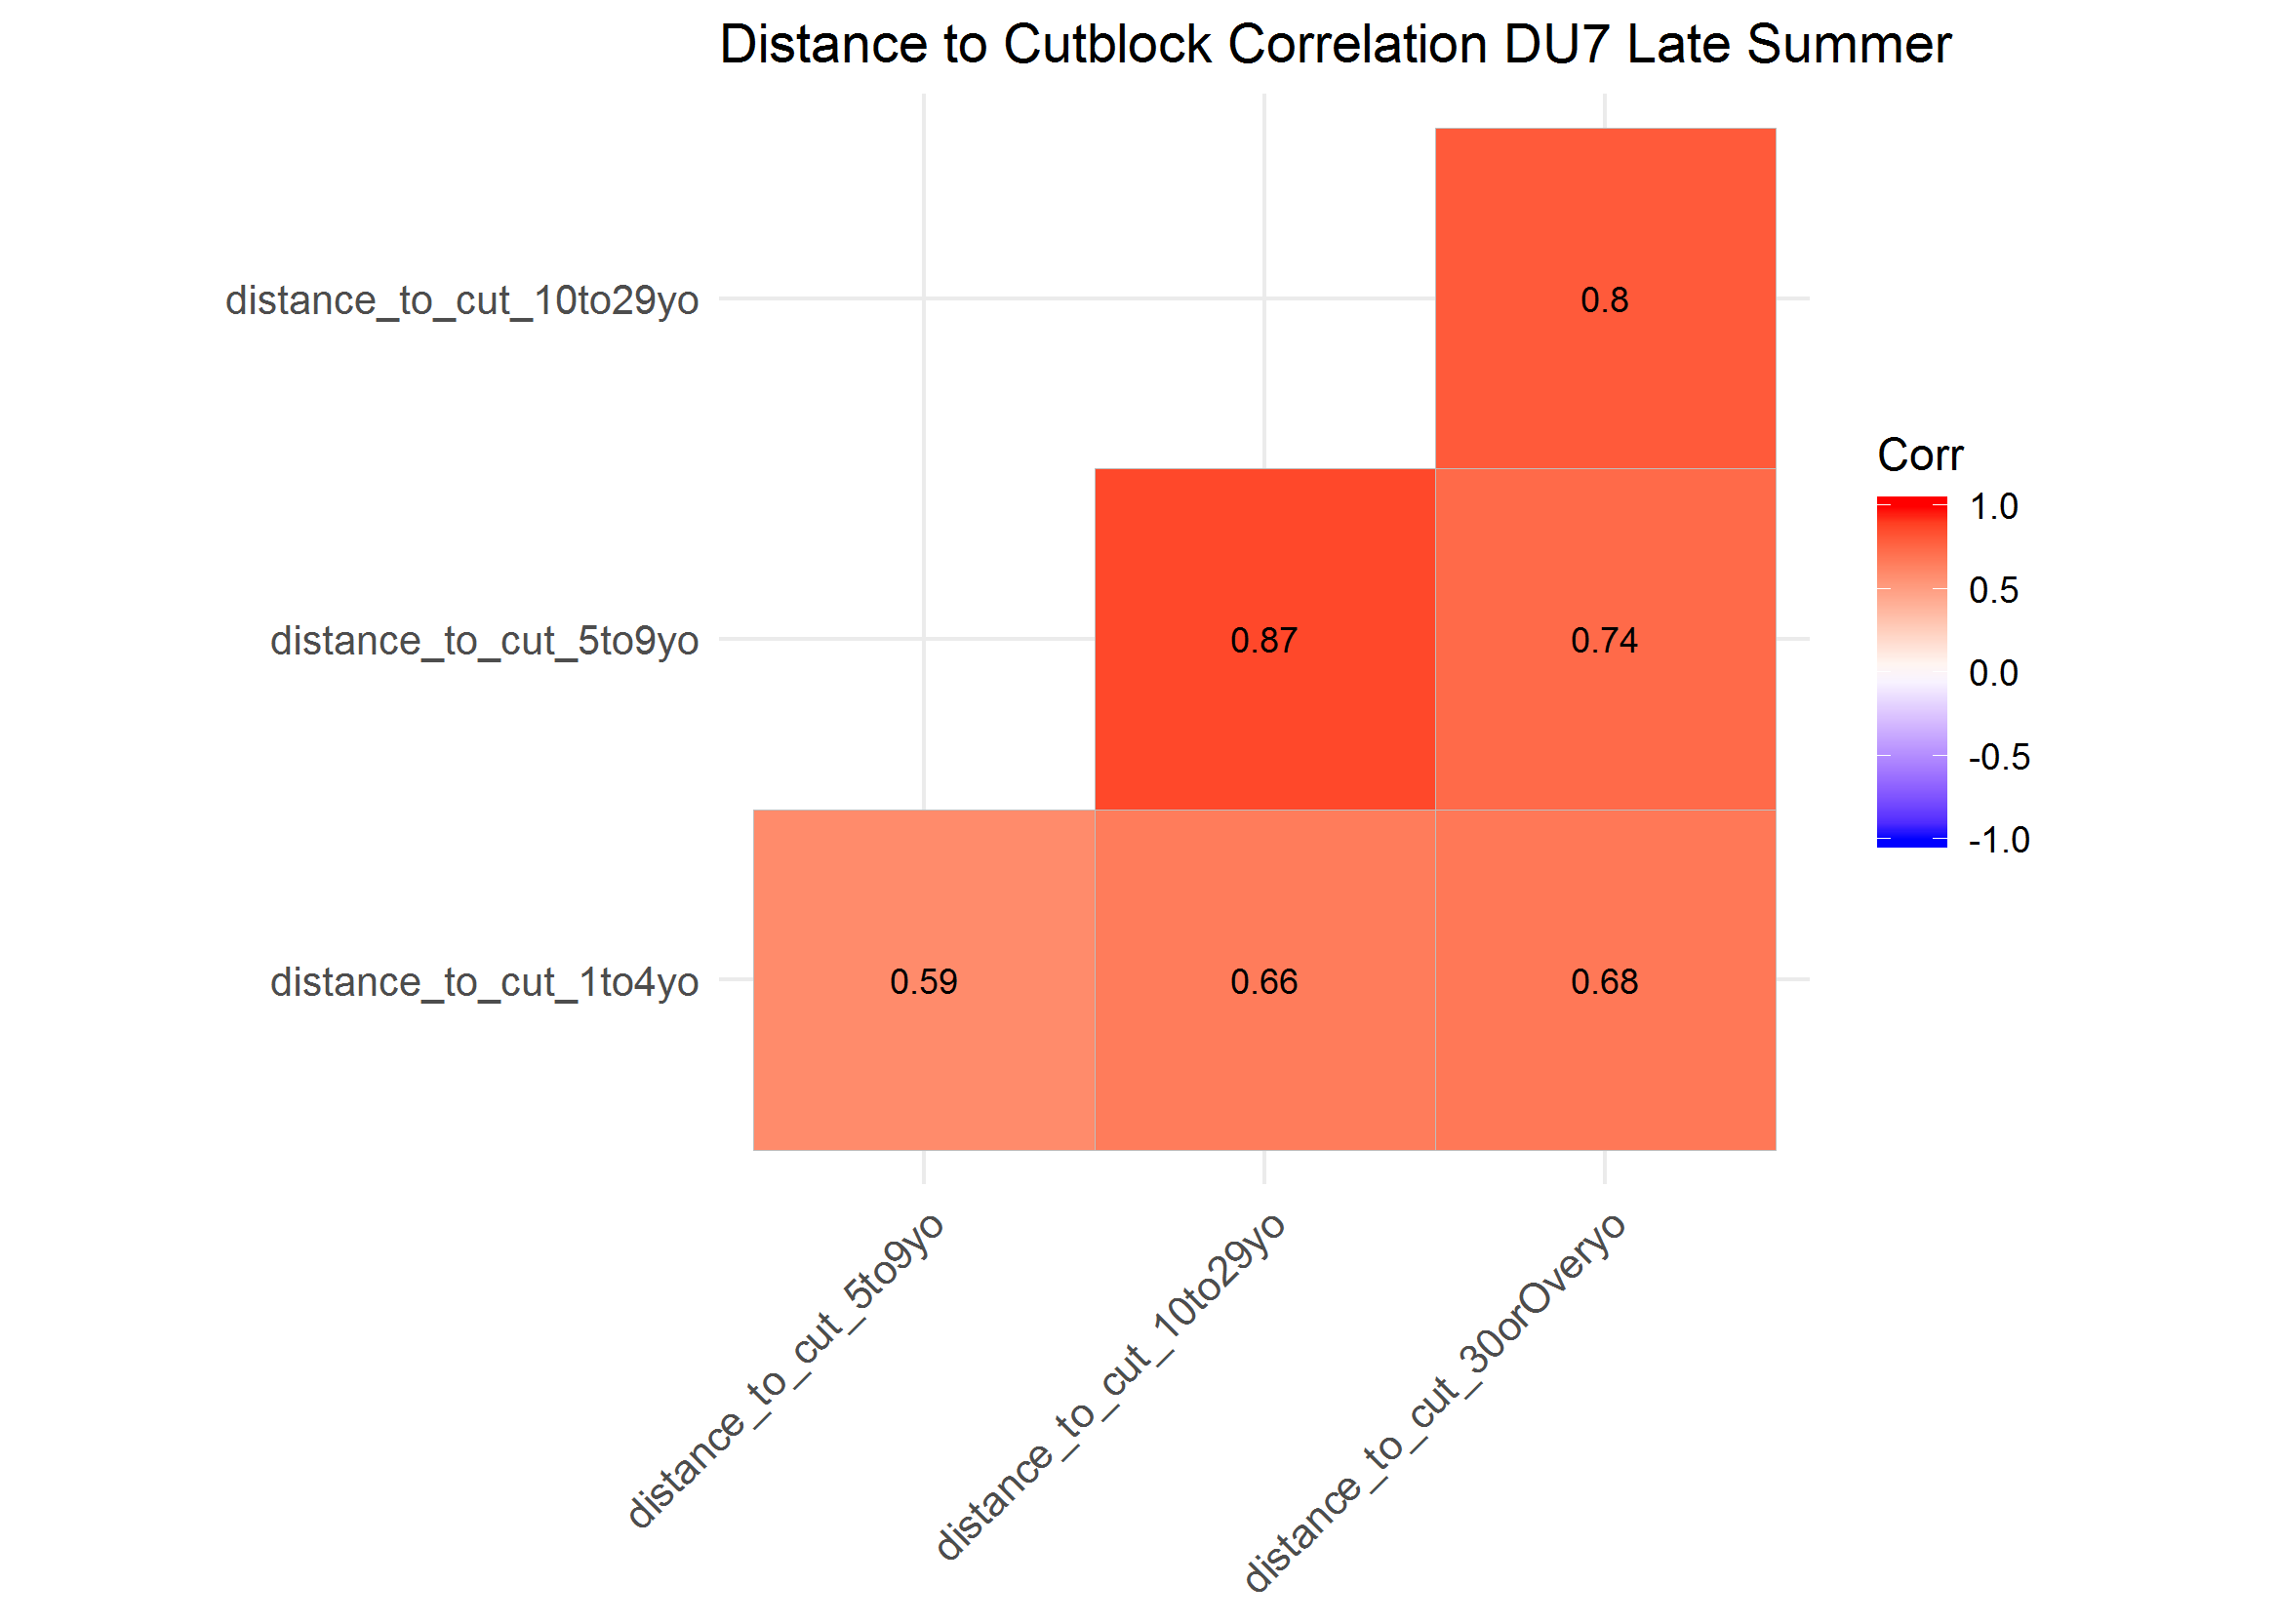 Distance to Cutblock Correlation DU7 Late Summer
distance_to_cut_10to29yo
0.8
distance_to_cut_5to9yo
0.87
0.74
distance_to_cut_1to4yo
0.59
0.66
0.68
distance_to_cut_5to9yo
distance_to_cut_10to29yo
distance_to_cut_30orOveryo
Corr
1.0
0.5
0.0
-0.5
-1.0